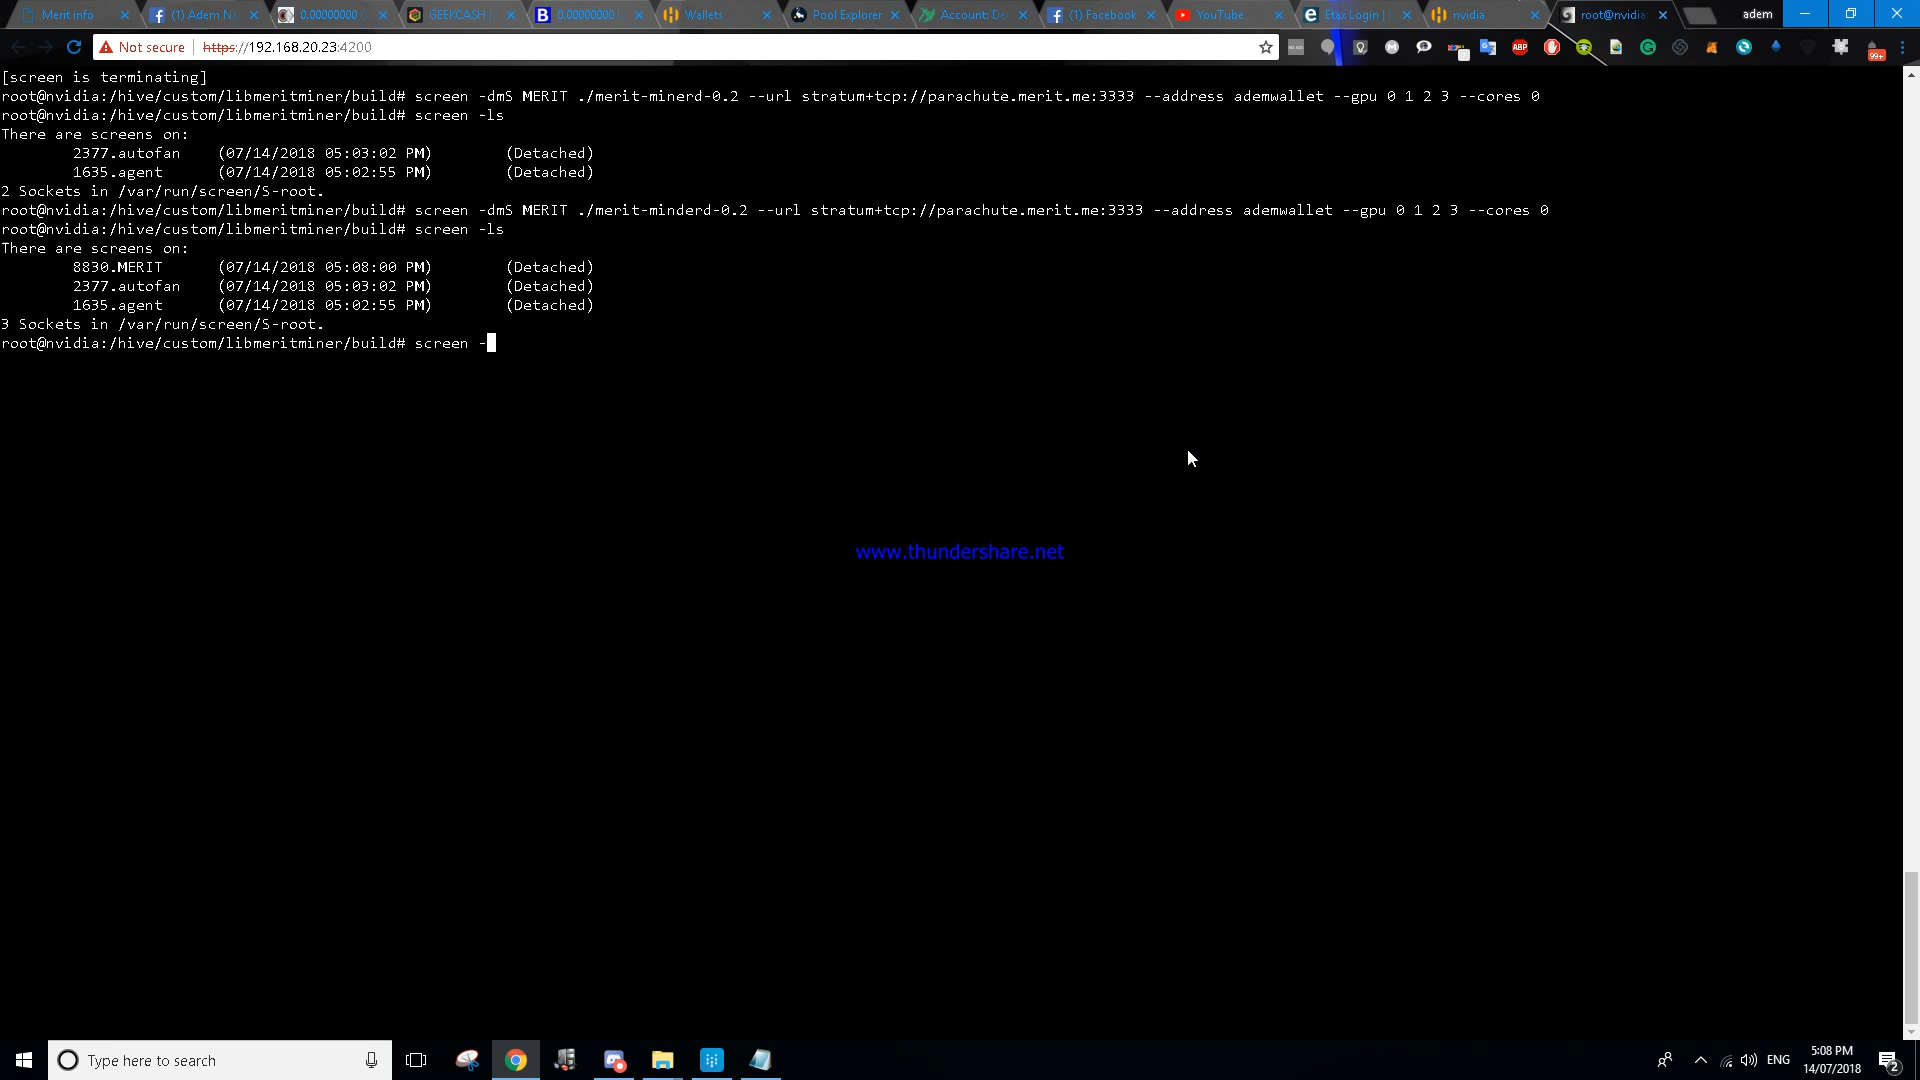 Merit info
(1) Adem N
0.00000000
GEEKCASH |
0.00000000
Wallets
Pool Explorer
Account: De
(1) Facebook
YouTube
Etax Login |
nvidia
root@nvidia:
adem
Not secure
https://192.168.20.23:4200
ABP
99+
[screen is terminating]
root@nvidia:/hive/custom/libmeritminer/build# screen -dmS MERIT ./merit-minerd-0.2 --url stratum+tcp://parachute.merit.me:3333 --address ademwallet --gpu 0 1 2 3 --cores 0
root@nvidia:/hive/custom/libmeritminer/build# screen -ls
There are screens on:
2377.autofan (07/14/2018 05:03:02 PM) (Detached)
1635.agent (07/14/2018 05:02:55 PM) (Detached)
2 Sockets in /var/run/screen/S-root.
root@nvidia:/hive/custom/libmeritminer/build# screen -dmS MERIT ./merit-minderd-0.2 --url stratum+tcp://parachute.merit.me:3333 --address ademwallet --gpu 0 1 2 3 --cores 0
root@nvidia:/hive/custom/libmeritminer/build# screen -ls
There are screens on:
8830.MERIT (07/14/2018 05:08:00 PM) (Detached)
2377.autofan (07/14/2018 05:03:02 PM) (Detached)
1635.agent (07/14/2018 05:02:55 PM) (Detached)
3 Sockets in /var/run/screen/S-root.
root@nvidia:/hive/custom/libmeritminer/build# screen -
www.thundershare.net
Type here to search
ENG
5:08 PM
14/07/2018
2